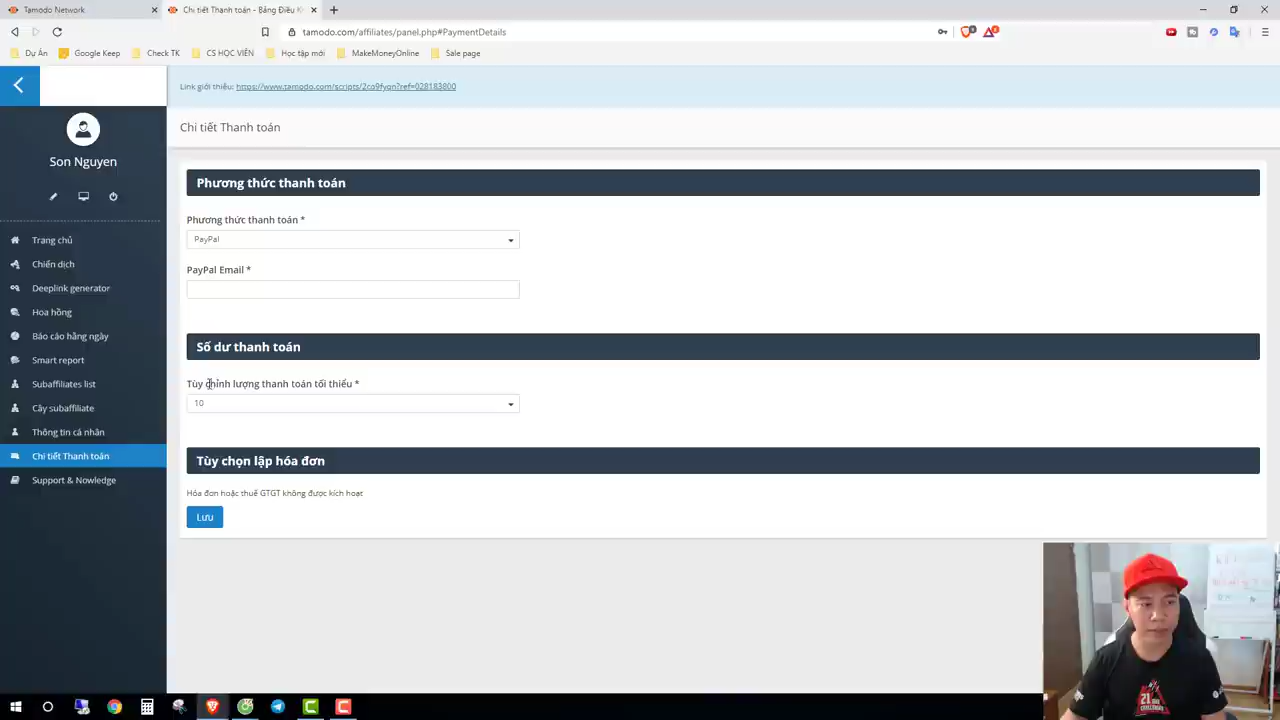 Tamodo Network
Chi tiết Thanh toán - Bảng Điều K
tamodo.com/affiliates/panel.php#PaymentDetails
Dự Án
Google Keep
Check TK
CS HỌC VIÊN
Học tập mới
MakeMoneyOnline
Sale page
Link giới thiệu: https://www.tamodo.com/scripts/2co9fyqn?ref=028183800
Chi tiết Thanh toán
Son Nguyen
Trang chủ
Chiến dịch
Deeplink generator
Hoa hồng
Báo cáo hằng ngày
Smart report
Subaffiliates list
Cây subaffiliate
Thông tin cá nhân
Chi tiết Thanh toán
Support & Nowledge
Phương thức thanh toán
Phương thức thanh toán *
PayPal
PayPal Email *
Số dư thanh toán
Tùy chỉnh lượng thanh toán tối thiểu *
10
Tùy chọn lập hóa đơn
Hóa đơn hoặc thuế GTGT không được kích hoạt
Lưu